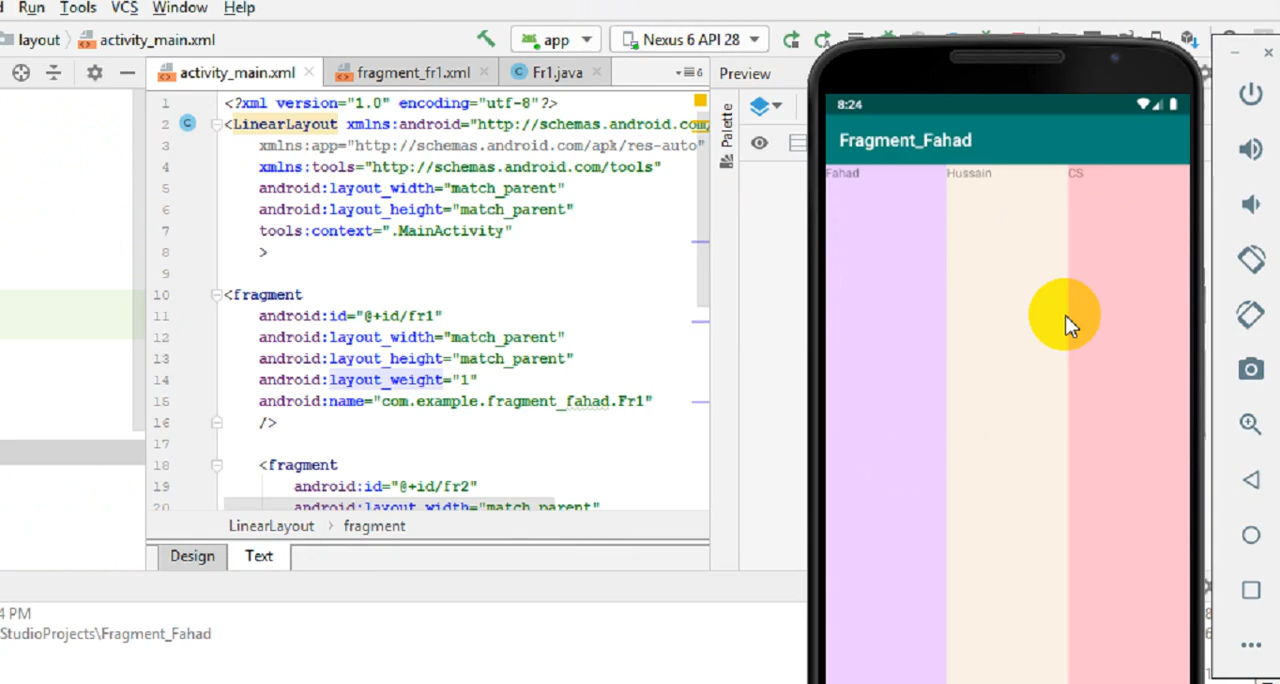 Run Tools VCS Window Help
layout activity_main.xml app Nexus 6 API 28
activity_main.xml fragment_fr1.xml Fr1.java 6 Preview
Palette
1 <?xml version="1.0" encoding="utf-8"?>
2 <LinearLayout xmlns:android="http://schemas.android.com/
3 xmlns:app="http://schemas.android.com/apk/res-auto"
4 xmlns:tools="http://schemas.android.com/tools"
5 android:layout_width="match_parent"
6 android:layout_height="match_parent"
7 tools:context=".MainActivity"
8 >
9
10 <fragment
11 android:id="@+id/fr1"
12 android:layout_width="match_parent"
13 android:layout_height="match_parent"
14 android:layout_weight="1"
15 android:name="com.example.fragment_fahad.Fr1"
16 />
17
18 <fragment
19 android:id="@+id/fr2"
20 android:layout_width="match_parent"
LinearLayout › fragment
Design Text
4 PM
StudioProjects\Fragment_Fahad
8:24
Fragment_Fahad
Fahad Hussain CS